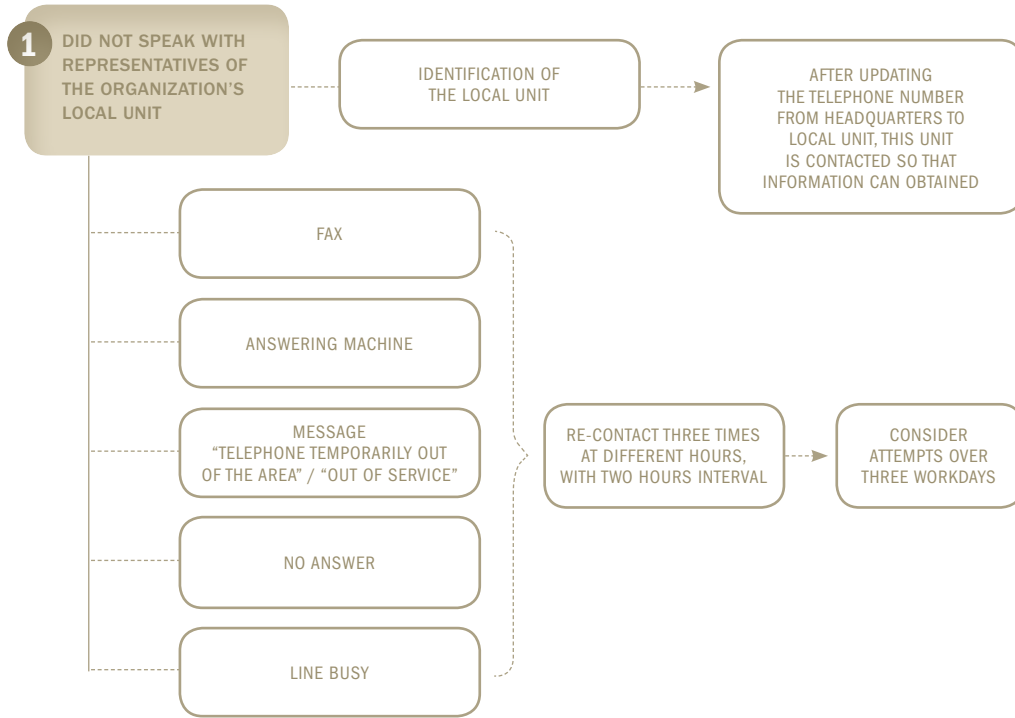 1
DID NOT SPEAK WITH
REPRESENTATIVES OF
THE ORGANIZATION'S
LOCAL UNIT
IDENTIFICATION OF
THE LOCAL UNIT
AFTER UPDATING
THE TELEPHONE NUMBER
FROM HEADQUARTERS TO
LOCAL UNIT, THIS UNIT
IS CONTACTED SO THAT
INFORMATION CAN OBTAINED
FAX
ANSWERING MACHINE
MESSAGE
“TELEPHONE TEMPORARILY OUT
OF THE AREA” / “OUT OF SERVICE”
NO ANSWER
LINE BUSY
RE-CONTACT THREE TIMES
AT DIFFERENT HOURS,
WITH TWO HOURS INTERVAL
CONSIDER
ATTEMPTS OVER
THREE WORKDAYS